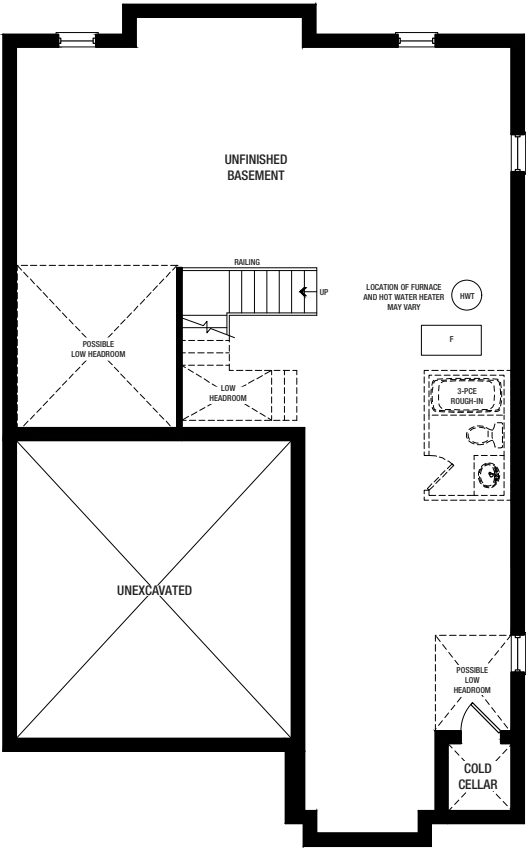 UNFINISHED
BASEMENT
RAILING
UP
LOCATION OF FURNACE
AND HOT WATER HEATER
MAY VARY
HWT
F
POSSIBLE
LOW HEADROOM
LOW
HEADROOM
3-PCE
ROUGH-IN
UNEXCAVATED
POSSIBLE
LOW
HEADROOM
COLD
CELLAR